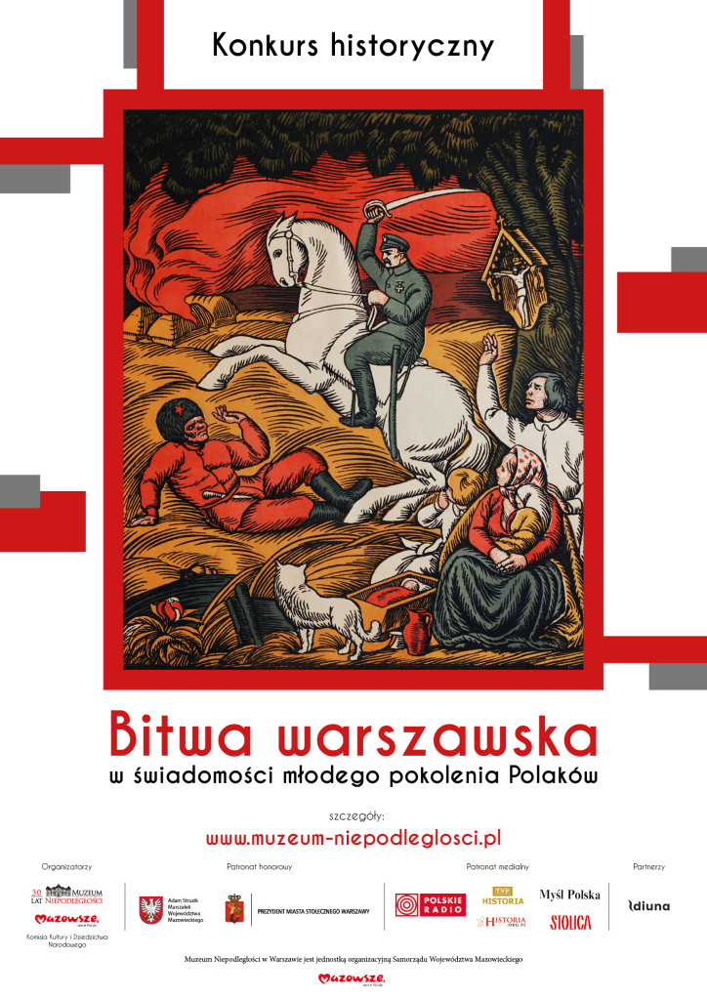 Konkurs historyczny
Bitwa warszawska
w świadomości młodego pokolenia Polaków
szczegóły:
www.muzeum-niepodleglosci.pl
Organizatorzy
30 LAT MUZEUM NIEPODLEGŁOŚCI
Mazowsze.
serce Polski
Komisja Kultury i Dziedzictwa
Narodowego
Patronat honorowy
Adam Struzik
Marszałek
Województwa
Mazowieckiego
PREZYDENT MIASTA STOŁECZNEGO WARSZAWY
Patronat medialny
POLSKIE
RADIO
TVP
HISTORIA
HISTORIA
.ORG.PL
Myśl Polska
STOLICA
Partnerzy
idiuna
Muzeum Niepodległości w Warszawie jest jednostką organizacyjną Samorządu Województwa Mazowieckiego
Mazowsze.
serce Polski